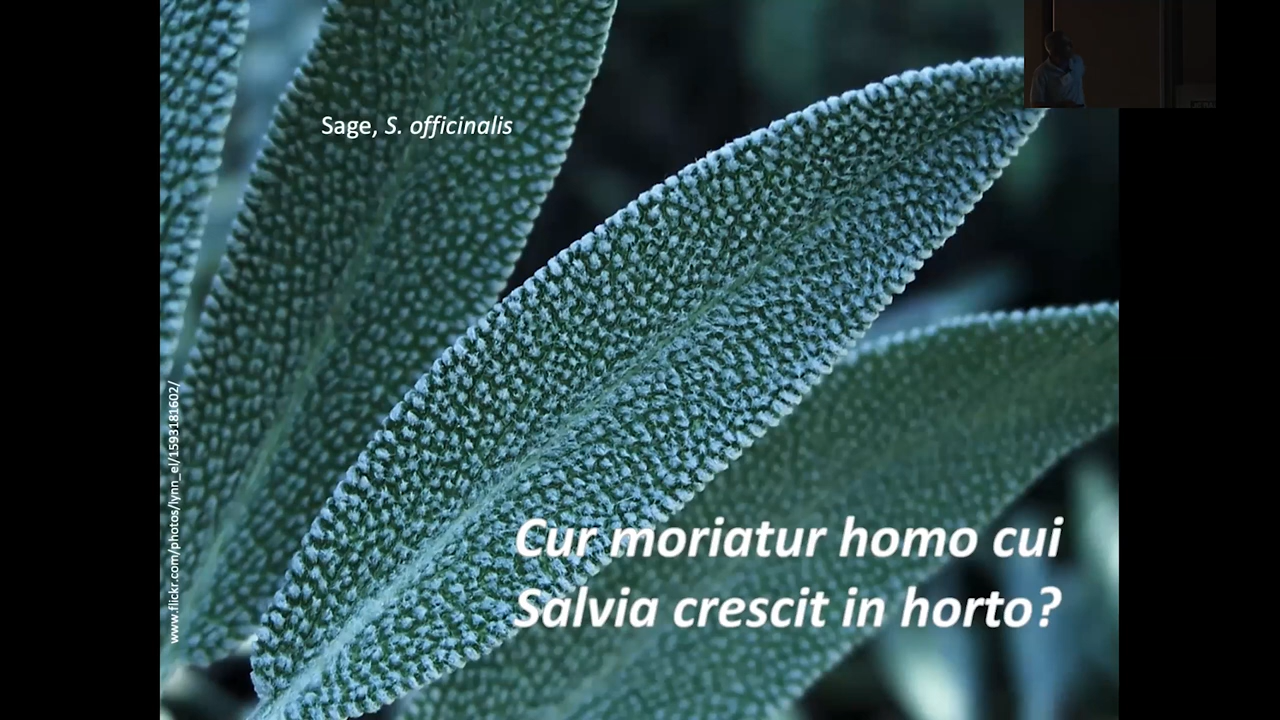 Sage, S. officinalis
www.flickr.com/photos/lynn_el/1593181602/
Cur moriatur homo cui
Salvia crescit in horto?